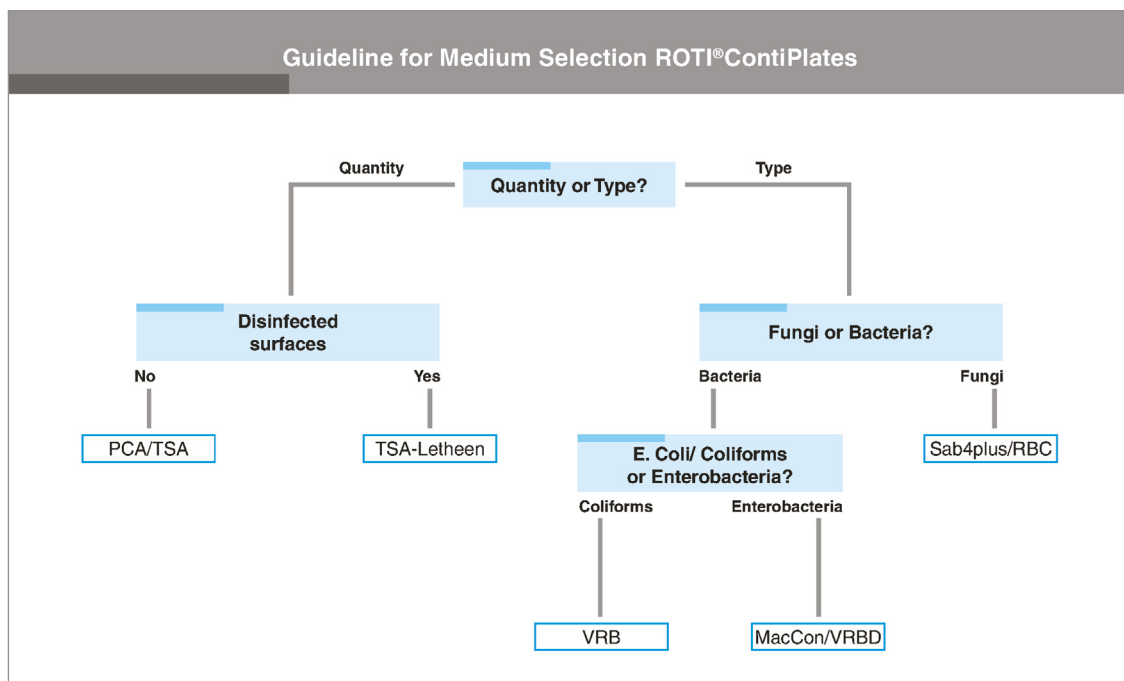 Guideline for Medium Selection ROTI®ContiPlates
Quantity
Quantity or Type?
Type
Disinfected
surfaces
Fungi or Bacteria?
No
Yes
Bacteria
Fungi
PCA/TSA
TSA-Letheen
E. Coli/ Coliforms
or Enterobacteria?
Sab4plus/RBC
Coliforms
Enterobacteria
VRB
MacCon/VRBD